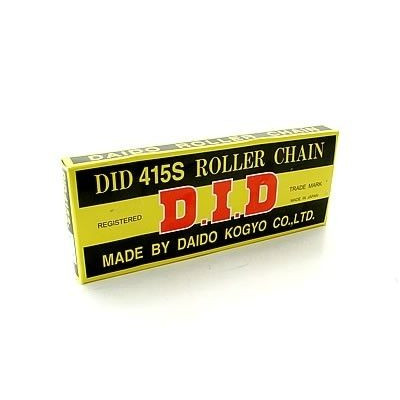 DAIDO ROLLER CHAIN
DID 415S ROLLER CHAIN
REGISTERED
D.I.D
TRADE MARK
MADE IN JAPAN
MADE BY DAIDO KOGYO CO.,LTD.